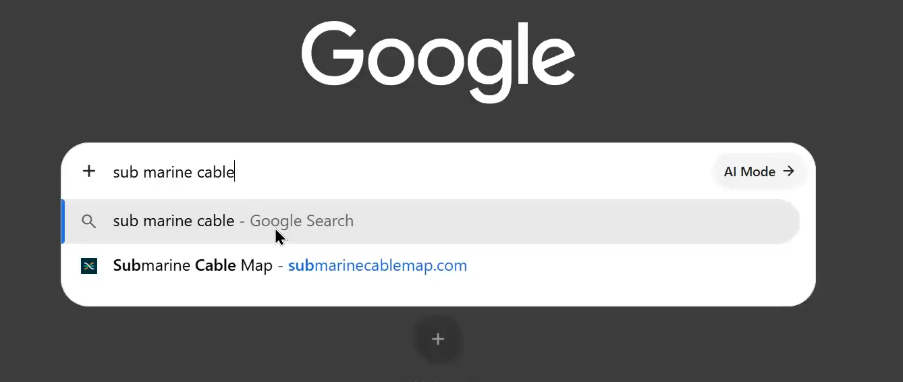 Google
+ sub marine cable AI Mode →
sub marine cable - Google Search
Submarine Cable Map - submarinecablemap.com
+